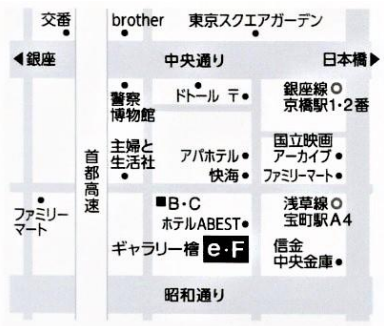 交番
brother
東京スクエアガーデン
◀銀座
中央通り
日本橋▶
警察
博物館
ドトール 〒
銀座線
京橋駅1・2番
首都高速
主婦と
生活社
アパホテル
快海
国立映画
アーカイブ
ファミリーマート
ファミリー
マート
B・C
ホテルABEST
ギャラリー檜 e・F
浅草線
宝町駅A4
信金
中央金庫
昭和通り